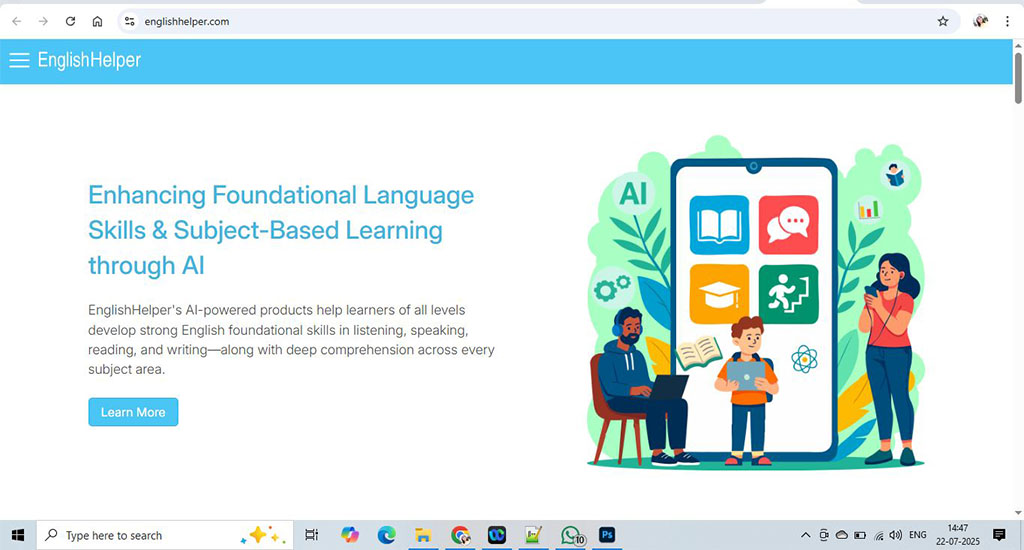 englishhelper.com
EnglishHelper
Enhancing Foundational Language
Skills & Subject-Based Learning
through AI
EnglishHelper's AI-powered products help learners of all levels
develop strong English foundational skills in listening, speaking,
reading, and writing—along with deep comprehension across every
subject area.
Learn More
AI
Type here to search
10
Ps
ENG
14:47
22-07-2025